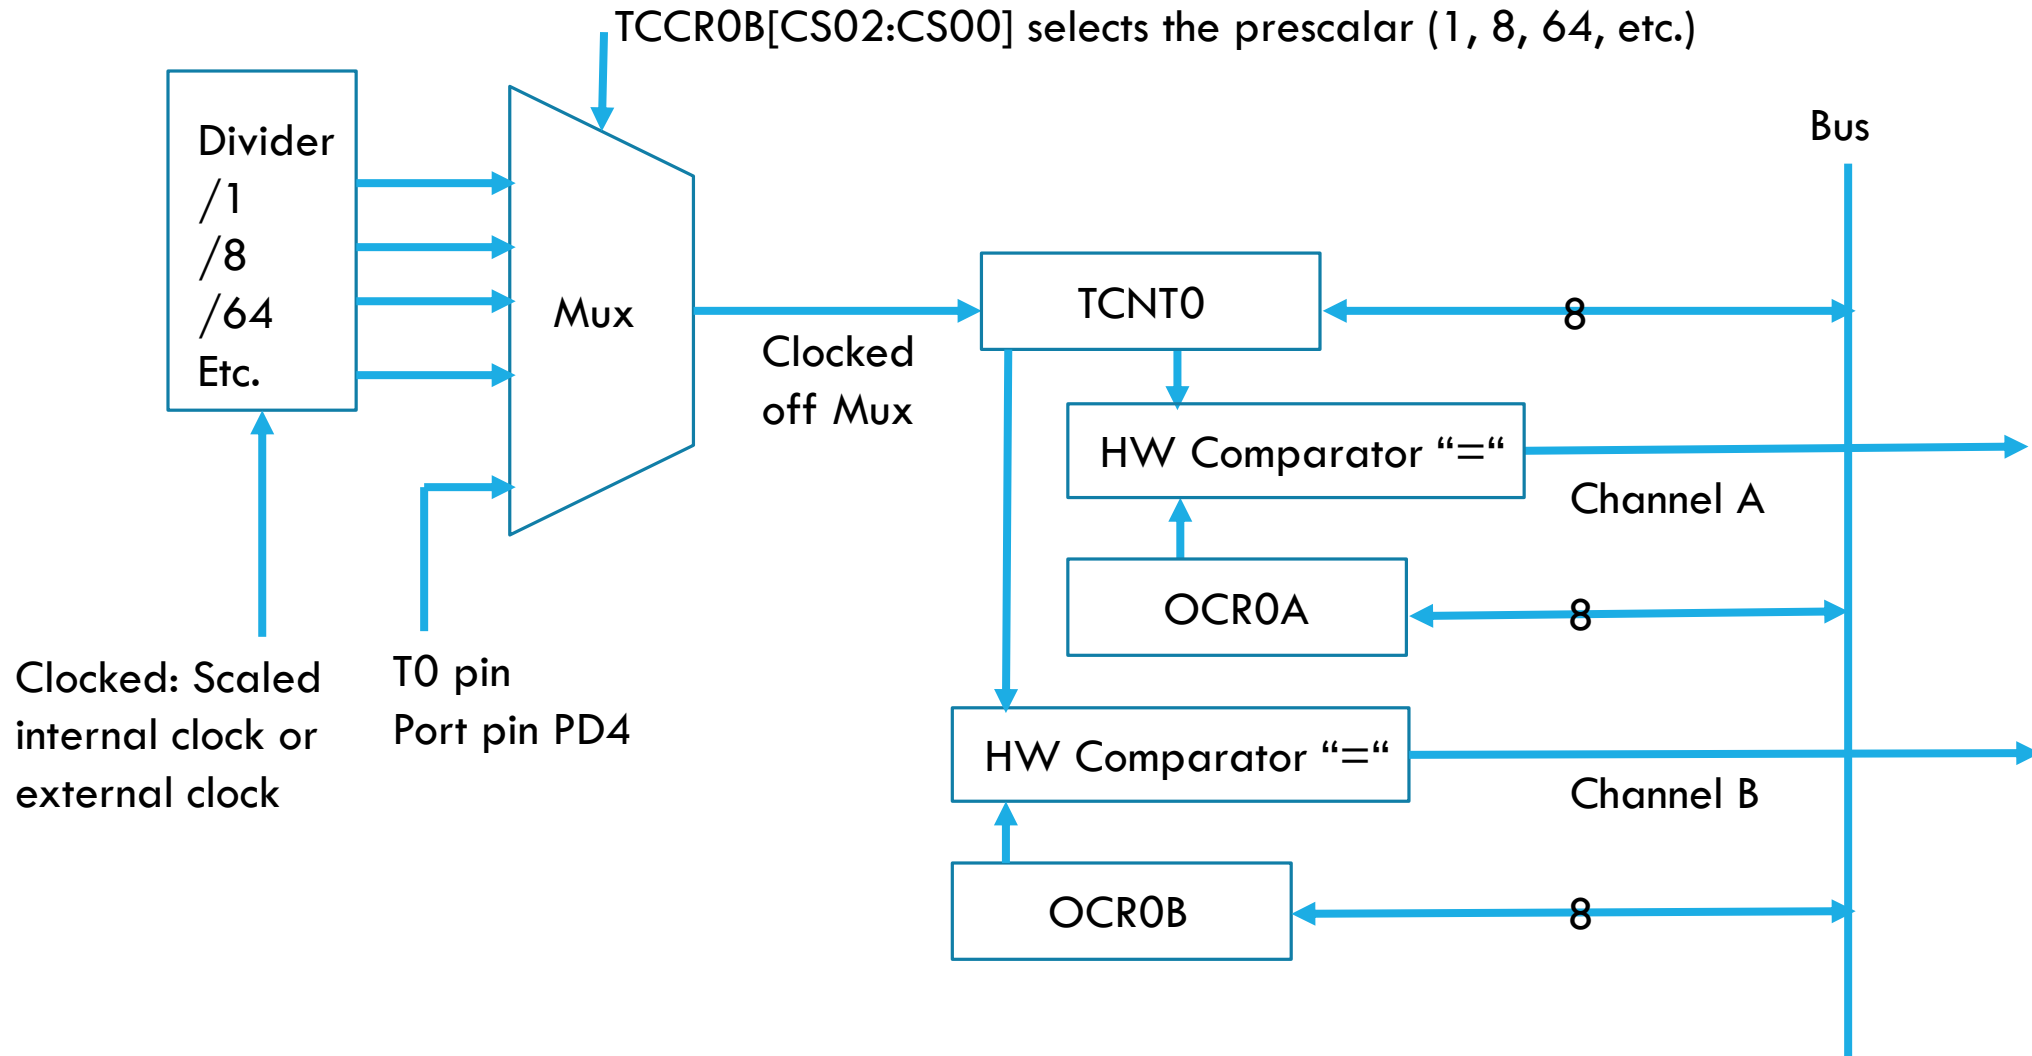 TCCR0B[CS02:CS00] selects the prescalar (1, 8, 64, etc.)
Divider
/1
/8
/64
Etc.
Mux
Bus
TCNT0
8
Clocked
off Mux
HW Comparator “=“
Channel A
OCR0A
8
Clocked: Scaled
internal clock or
external clock
T0 pin
Port pin PD4
HW Comparator “=“
Channel B
OCR0B
8